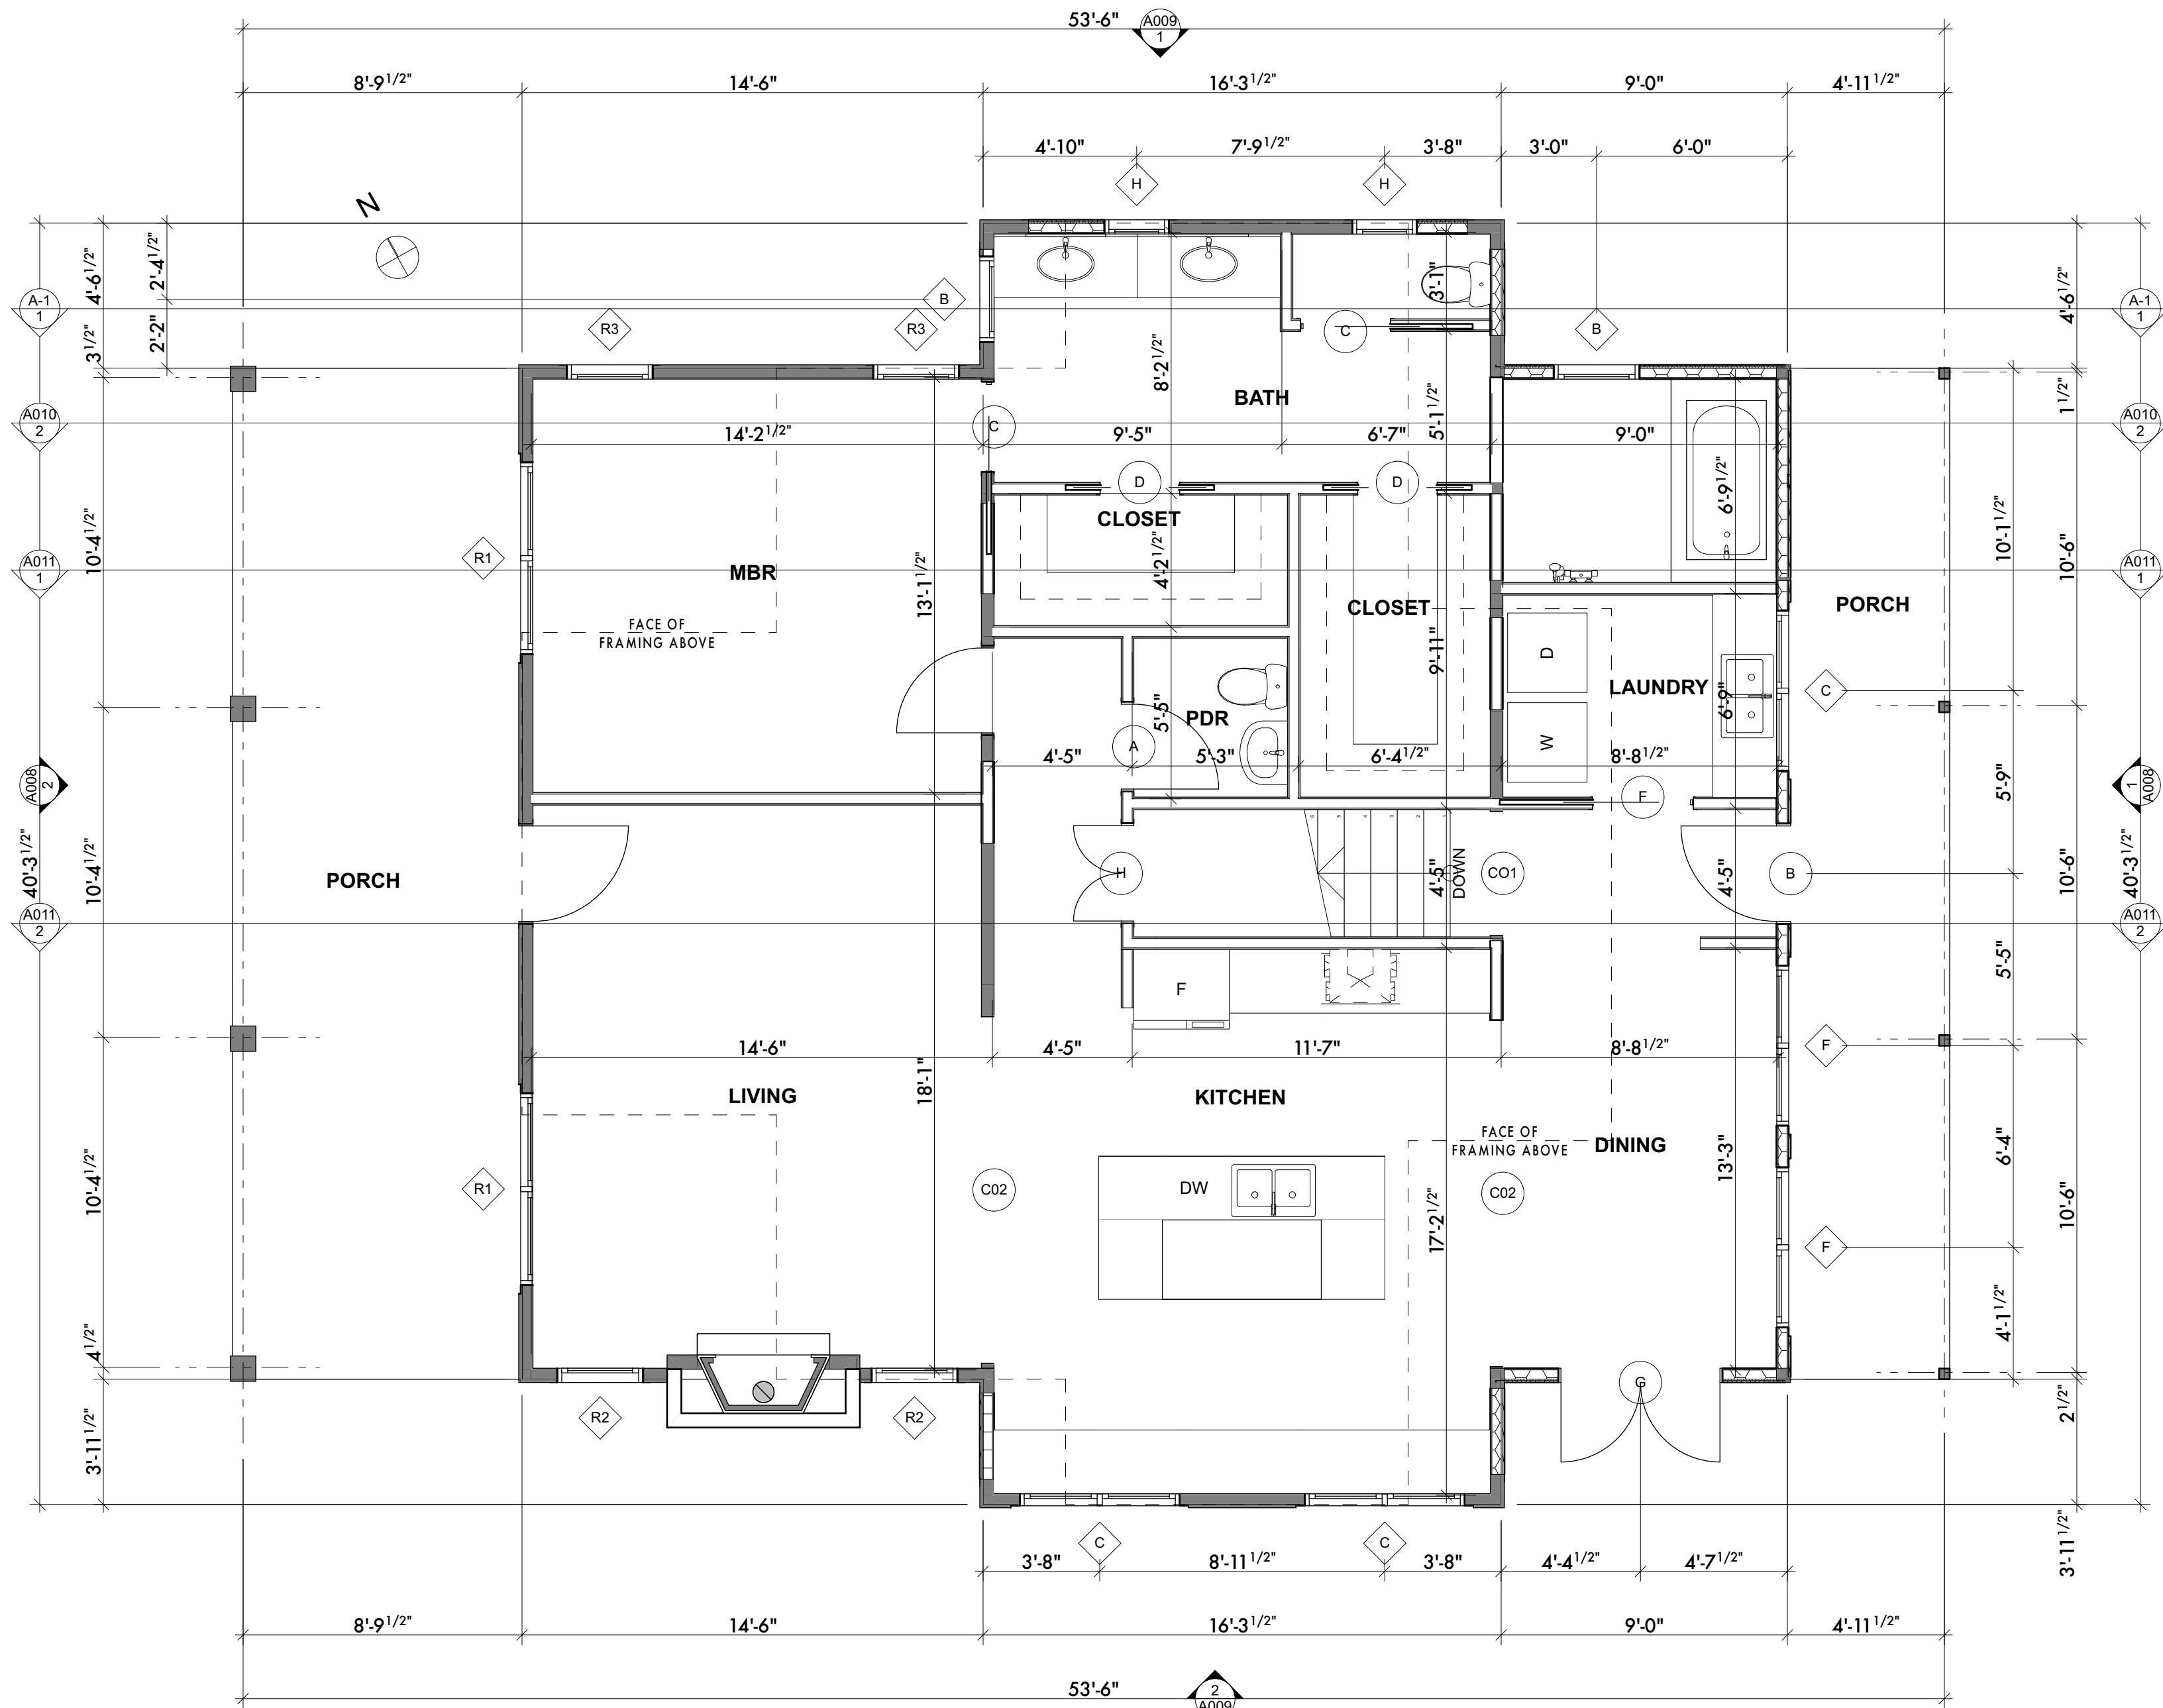 53'-6"
A009
1
8'-9 1/2"
14'-6"
16'-3 1/2"
9'-0"
4'-11 1/2"
4'-10"
7'-9 1/2"
3'-8"
3'-0"
6'-0"
H
H
N
4'-6 1/2"
2'-4 1/2"
3'-1"
4'-6 1/2"
A-1
1
B
A-1
1
R3
R3
C
B
3 1/2"
2'-2"
8'-2 1/2"
BATH
5'-1 1/2"
1 1/2"
A010
2
C
A010
2
14'-2 1/2"
9'-5"
6'-7"
9'-0"
D
D
6'-9 1/2"
10'-4 1/2"
CLOSET
10'-1 1/2"
10'-6"
A011
1
R1
MBR
13'-1 1/2"
4'-2 1/2"
A011
1
CLOSET
PORCH
FACE OF
FRAMING ABOVE
9'-11"
D
LAUNDRY
6'-9"
C
5'-5"
PDR
A
W
4'-5"
5'-3"
6'-4 1/2"
8'-8 1/2"
A008
2
F
5'-9"
1
A008
40'-3 1/2"
6
5
4
3
2
1
40'-3 1/2"
PORCH
10'-4 1/2"
H
4'-5"
DOWN
CO1
4'-5"
B
10'-6"
A011
2
A011
2
F
5'-5"
14'-6"
4'-5"
11'-7"
8'-8 1/2"
F
LIVING
18'-1"
KITCHEN
FACE OF
FRAMING ABOVE
DINING
13'-3"
6'-4"
10'-4 1/2"
R1
C02
DW
C02
10'-6"
17'-2 1/2"
F
4 1/2"
4'-1 1/2"
G
R2
R2
3'-11 1/2"
2 1/2"
C
C
3'-11 1/2"
3'-8"
8'-11 1/2"
3'-8"
4'-4 1/2"
4'-7 1/2"
8'-9 1/2"
14'-6"
16'-3 1/2"
9'-0"
4'-11 1/2"
53'-6"
2
A009